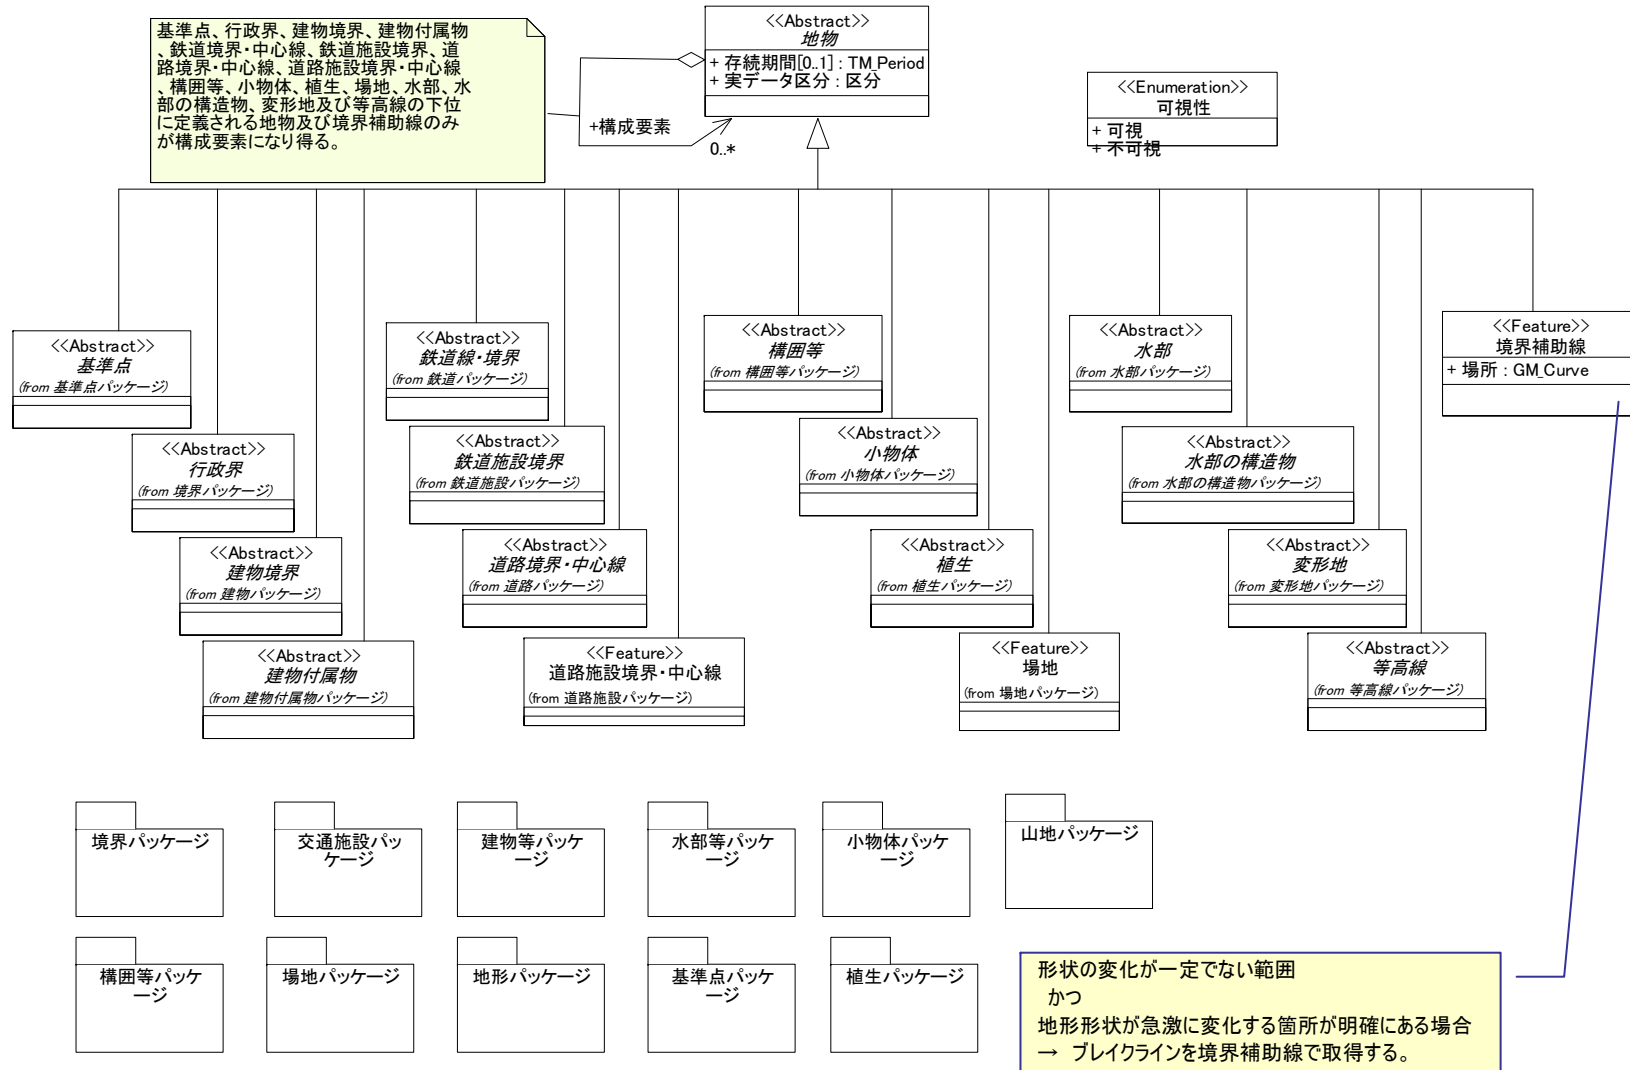 基準点、行政界、建物境界、建物付属物
、鉄道境界・中心線、鉄道施設境界、道
路境界・中心線、道路施設境界・中心線
、構囲等、小物体、植生、場地、水部、水
部の構造物、変形地及び等高線の下位
に定義される地物及び境界補助線のみ
が構成要素になり得る。
<<Abstract>>
地物
+ 存続期間[0..1] : TM_Period
+ 実データ区分 : 区分
+構成要素
0..*
<<Enumeration>>
可視性
+ 可視
+ 不可視
<<Abstract>>
基準点
(from 基準点パッケージ)
<<Abstract>>
行政界
(from 境界パッケージ)
<<Abstract>>
建物境界
(from 建物パッケージ)
<<Abstract>>
建物付属物
(from 建物付属物パッケージ)
<<Abstract>>
鉄道線・境界
(from 鉄道パッケージ)
<<Abstract>>
鉄道施設境界
(from 鉄道施設パッケージ)
<<Abstract>>
道路境界・中心線
(from 道路パッケージ)
<<Feature>>
道路施設境界・中心線
(from 道路施設パッケージ)
<<Abstract>>
構囲等
(from 構囲等パッケージ)
<<Abstract>>
小物体
(from 小物体パッケージ)
<<Abstract>>
植生
(from 植生パッケージ)
<<Feature>>
場地
(from 場地パッケージ)
<<Abstract>>
水部
(from 水部パッケージ)
<<Abstract>>
水部の構造物
(from 水部の構造物パッケージ)
<<Abstract>>
変形地
(from 変形地パッケージ)
<<Abstract>>
等高線
(from 等高線パッケージ)
<<Feature>>
境界補助線
+ 場所 : GM_Curve
境界パッケージ
交通施設パッ
ケージ
建物等パッケ
ージ
水部等パッケ
ージ
小物体パッケ
ージ
山地パッケージ
構囲等パッケ
ージ
場地パッケージ
地形パッケージ
基準点パッケ
ージ
植生パッケージ
形状の変化が一定でない範囲
かつ
地形形状が急激に変化する箇所が明確にある場合
→ ブレイクラインを境界補助線で取得する。